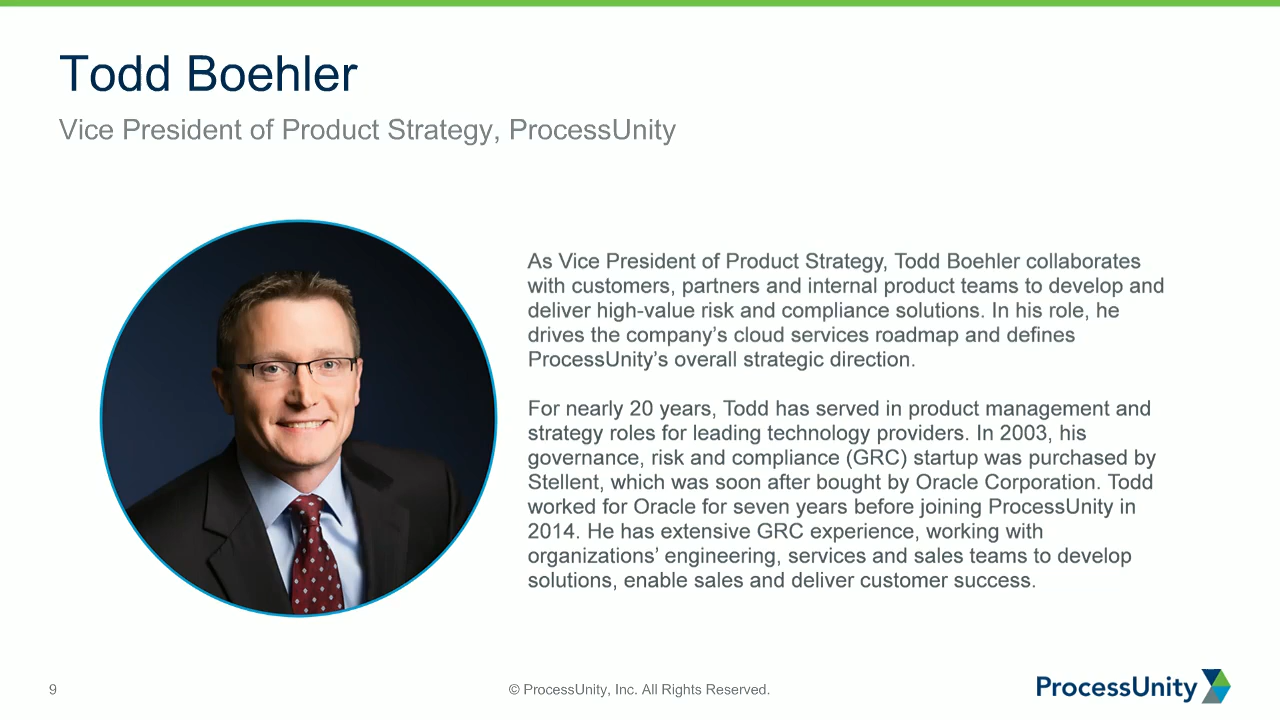 Todd Boehler
Vice President of Product Strategy, ProcessUnity
As Vice President of Product Strategy, Todd Boehler collaborates
with customers, partners and internal product teams to develop and
deliver high-value risk and compliance solutions. In his role, he
drives the company’s cloud services roadmap and defines
ProcessUnity’s overall strategic direction.
For nearly 20 years, Todd has served in product management and
strategy roles for leading technology providers. In 2003, his
governance, risk and compliance (GRC) startup was purchased by
Stellent, which was soon after bought by Oracle Corporation. Todd
worked for Oracle for seven years before joining ProcessUnity in
2014. He has extensive GRC experience, working with
organizations’ engineering, services and sales teams to develop
solutions, enable sales and deliver customer success.
9
© ProcessUnity, Inc. All Rights Reserved.
ProcessUnity